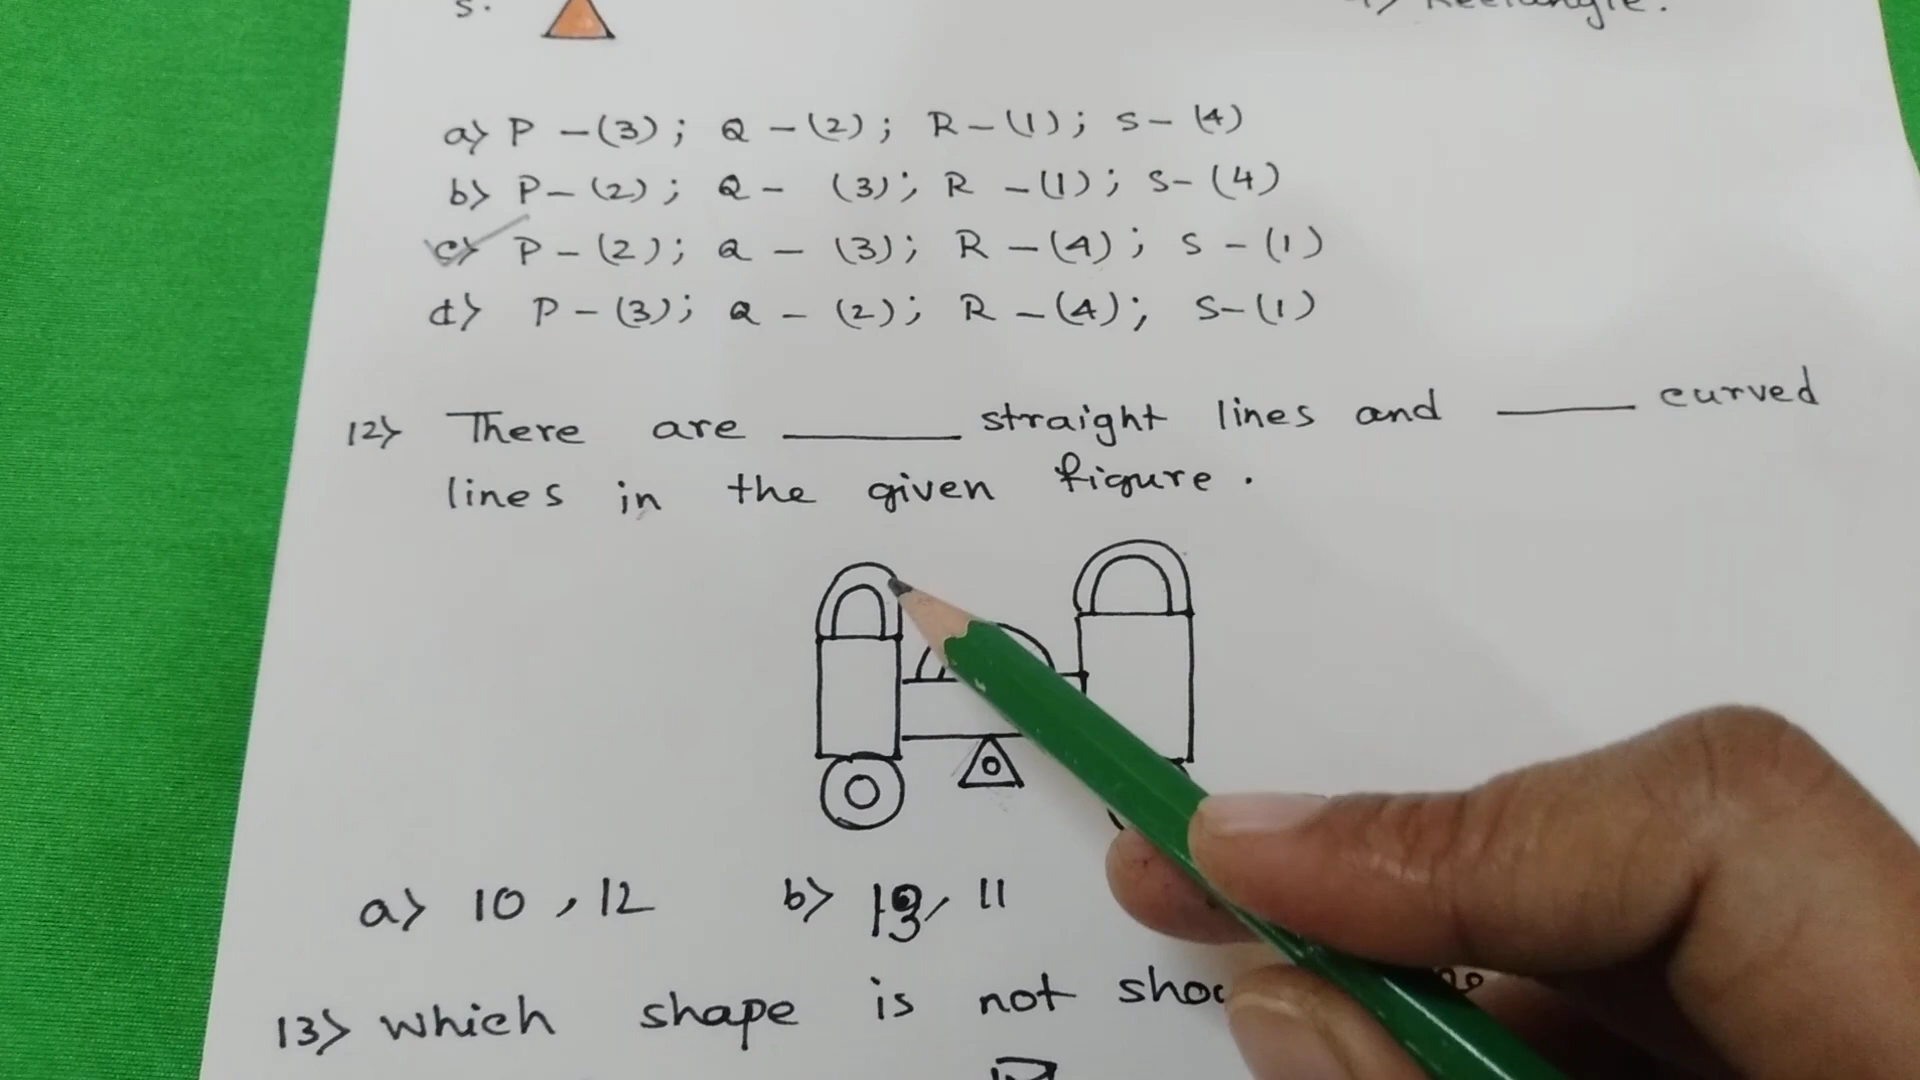 S.
4) Rectangle.
a) P - (3); Q - (2); R - (1); S - (4)
b) P - (2); Q - (3); R - (1); S - (4)
c) P - (2); Q - (3); R - (4); S - (1)
d) P - (3); Q - (2); R - (4); S - (1)
12) There are ______ straight lines and ______ curved
lines in the given figure.
a) 10, 12 b) 13, 11
13) which shape is not